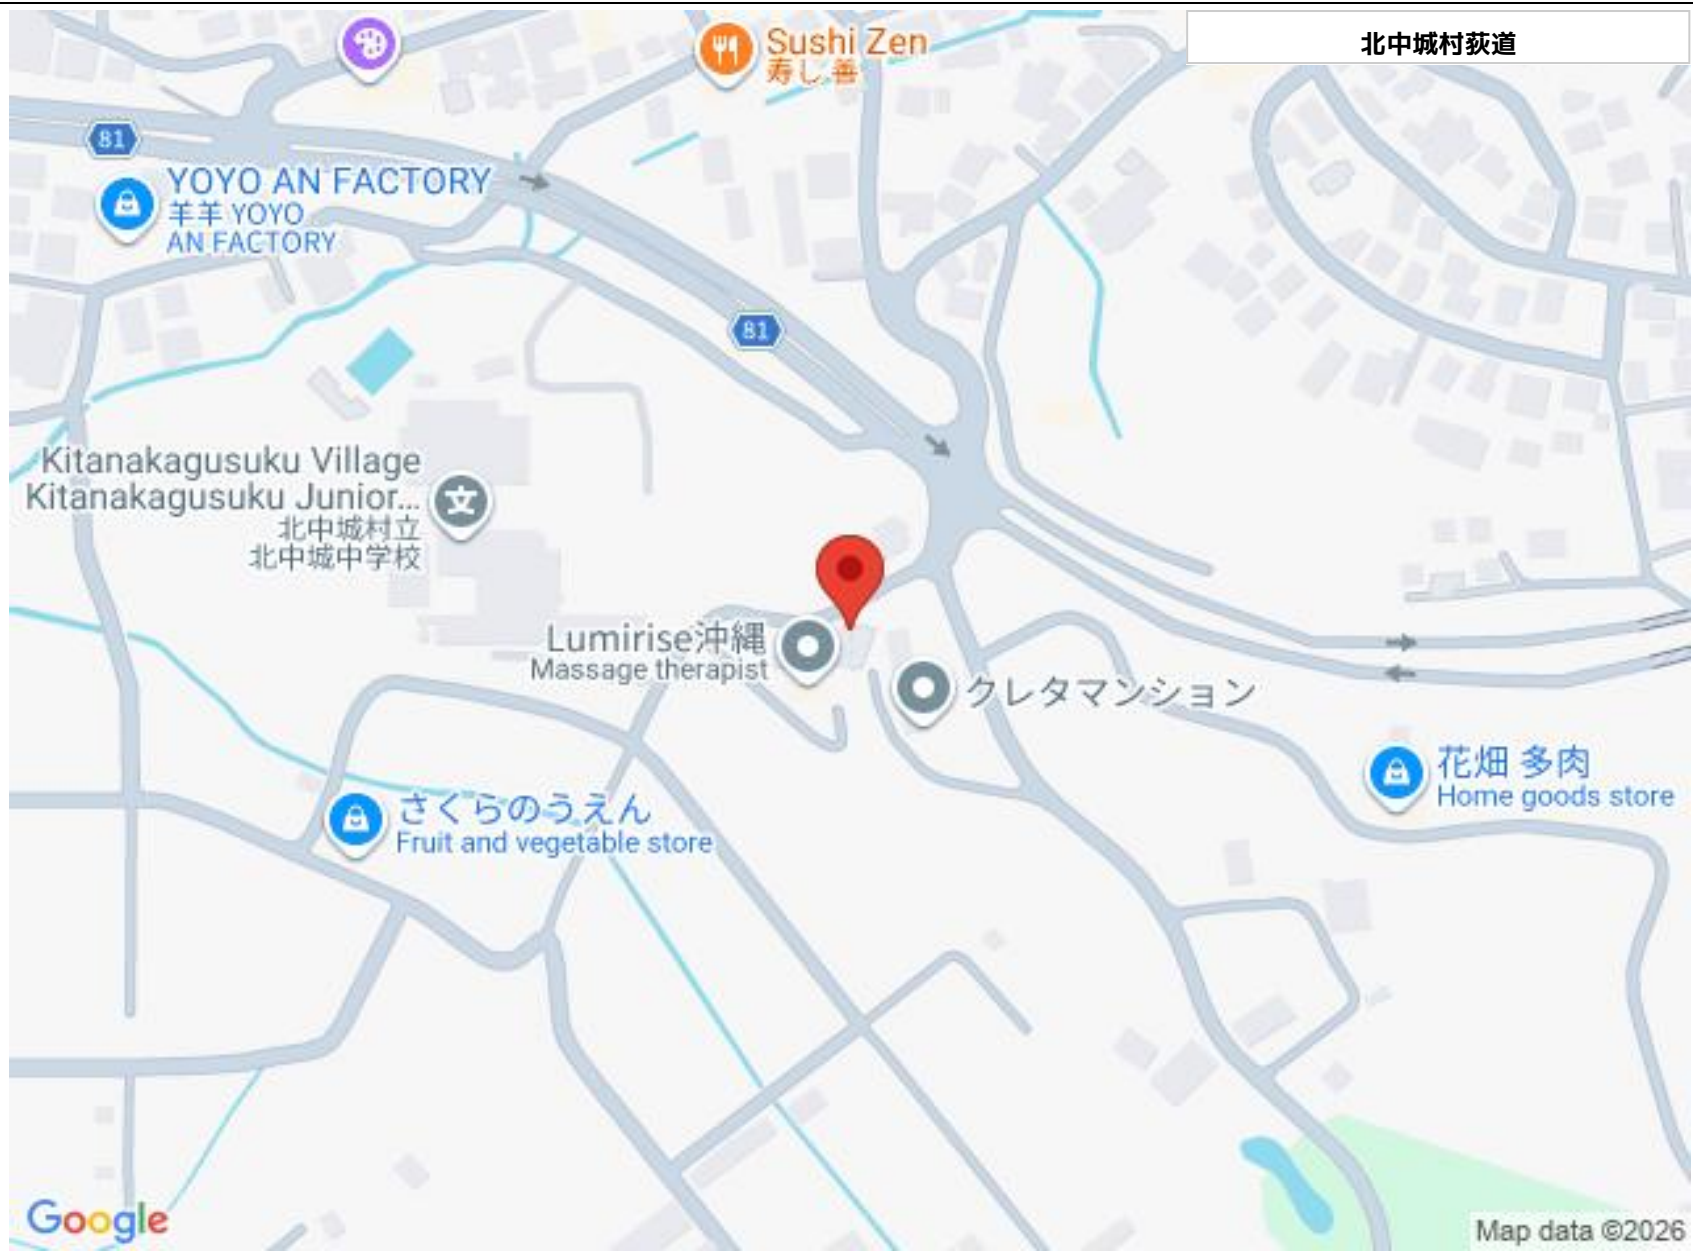 北中城村荻道
Sushi Zen
寿し 善
81
YOYO AN FACTORY
羊羊 YOYO
AN FACTORY
81
Kitanakagusuku Village
Kitanakagusuku Junior...
北中城村立
北中城中学校
文
Lumirise沖縄
Massage therapist
クレタマンション
花畑 多肉
Home goods store
さくらのうえん
Fruit and vegetable store
Google
Map data ©2026